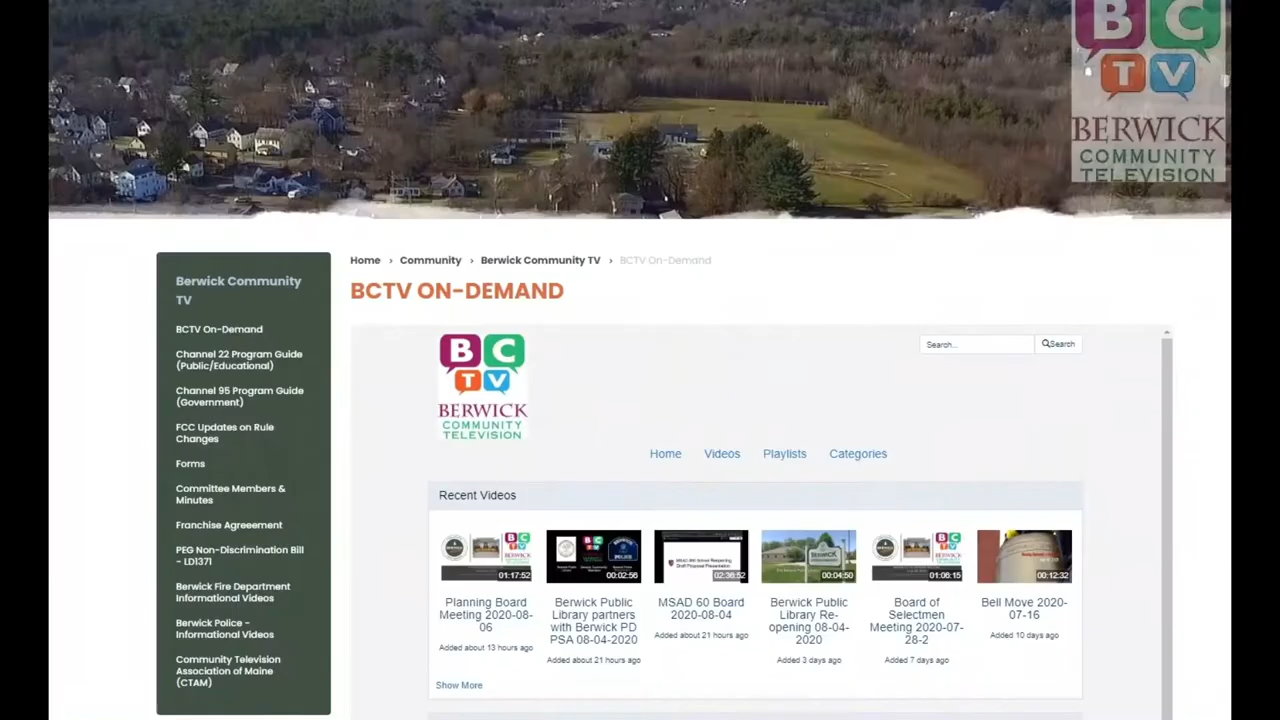 BC
TV
BERWICK
COMMUNITY
TELEVISION
Home › Community › Berwick Community TV › BCTV On-Demand
BCTV ON-DEMAND
Berwick Community
TV
BCTV On-Demand
Channel 22 Program Guide
(Public/Educational)
Channel 95 Program Guide
(Government)
FCC Updates on Rule
Changes
Forms
Committee Members &
Minutes
Franchise Agreeement
PEG Non-Discrimination Bill
- LD1371
Berwick Fire Department
Informational Videos
Berwick Police -
Informational Videos
Community Television
Association of Maine
(CTAM)
BC
TV
BERWICK
COMMUNITY
TELEVISION
Search...
Search
Home Videos Playlists Categories
Recent Videos
01:17:52
Planning Board
Meeting 2020-08-
06
Added about 13 hours ago
00:02:56
Berwick Public
Library partners
with Berwick PD
PSA 08-04-2020
Added about 21 hours ago
02:36:52
MSAD 60 Board
2020-08-04
Added about 21 hours ago
BERWICK
00:04:50
Berwick Public
Library Re-
opening 08-04-
2020
Added 3 days ago
01:06:15
Board of
Selectmen
Meeting 2020-07-
28-2
Added 7 days ago
00:12:32
Bell Move 2020-
07-16
Added 10 days ago
Show More